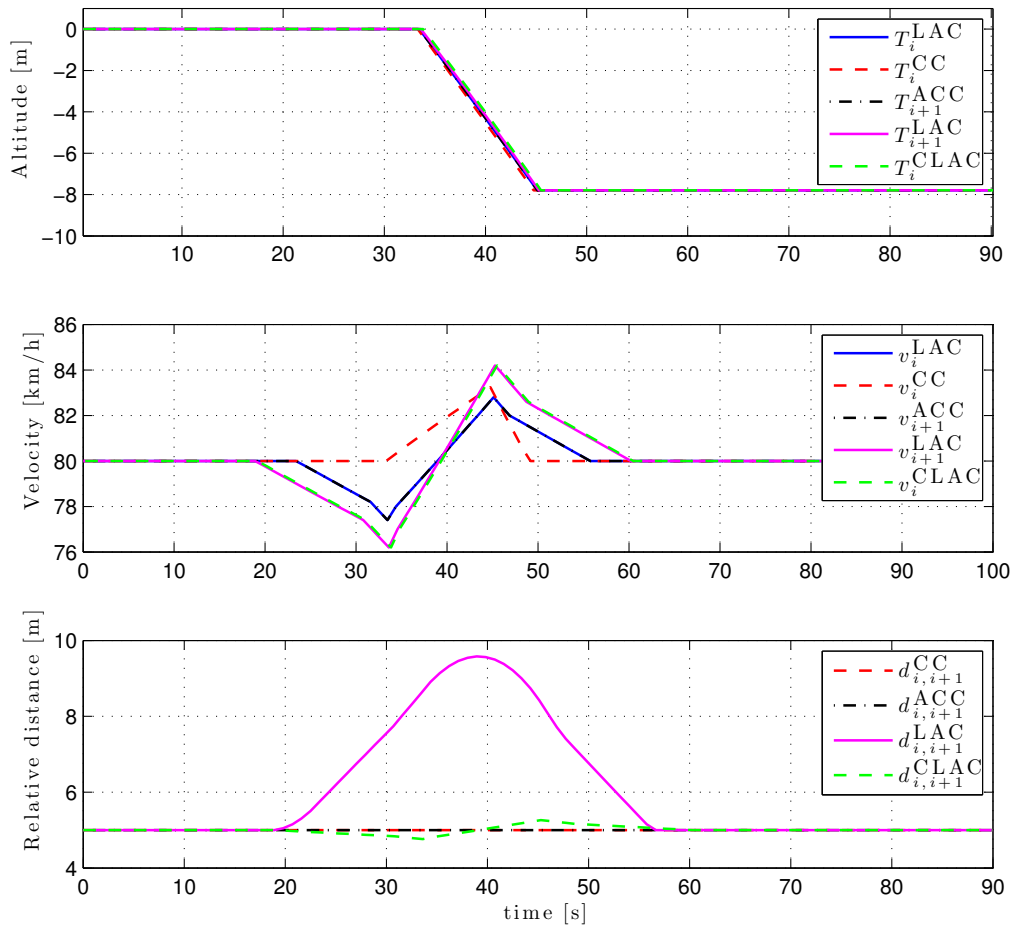 Altitude [m]
0
−2
−4
−6
−8
−10
10 20 30 40 50 60 70 80 90
T_i^LAC
T_i^CC
T_{i+1}^ACC
T_{i+1}^LAC
T_i^CLAC
Velocity [km/h]
86
84
82
80
78
76
0 10 20 30 40 50 60 70 80 90 100
v_i^LAC
v_i^CC
v_{i+1}^ACC
v_{i+1}^LAC
v_i^CLAC
Relative distance [m]
10
8
6
4
0 10 20 30 40 50 60 70 80 90
d_{i,i+1}^CC
d_{i,i+1}^ACC
d_{i,i+1}^LAC
d_{i,i+1}^CLAC
time [s]